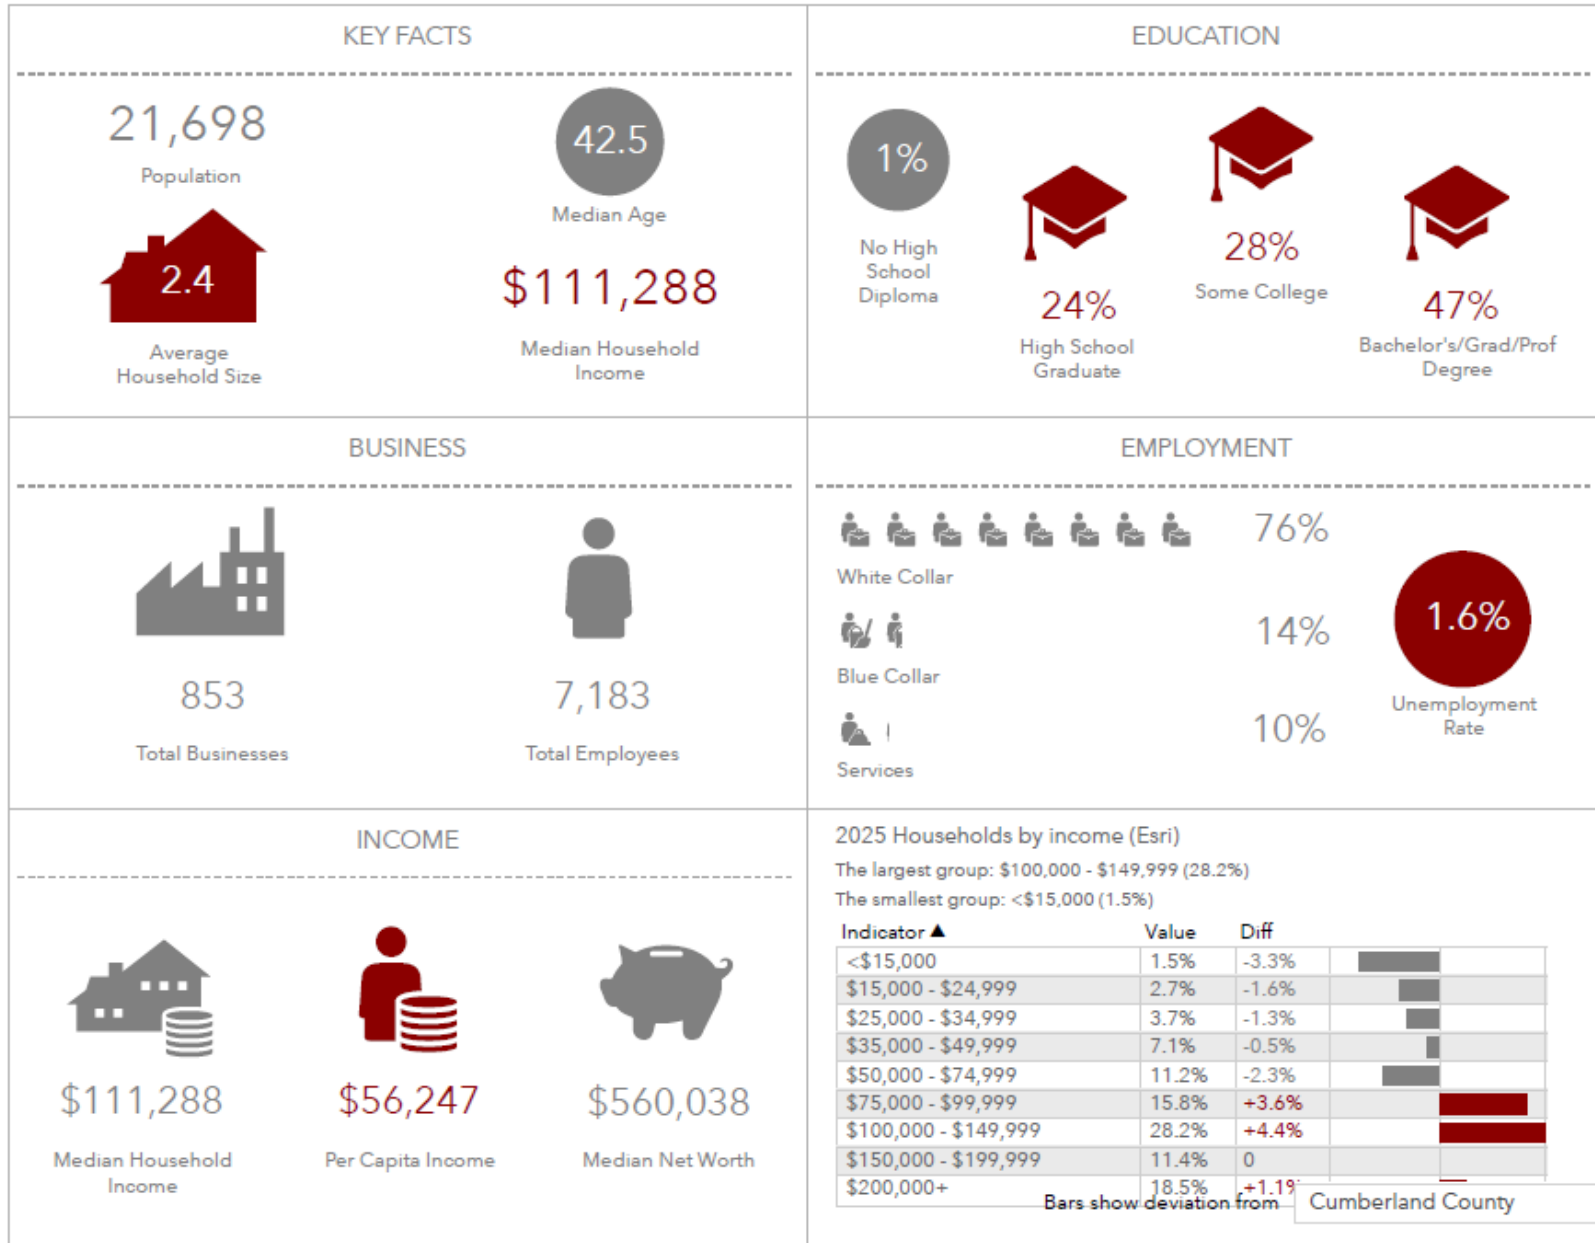 KEY FACTS
21,698
Population
42.5
Median Age
2.4
Average
Household Size
$111,288
Median Household
Income
EDUCATION
1%
No High
School
Diploma
24%
High School
Graduate
28%
Some College
47%
Bachelor's/Grad/Prof
Degree
BUSINESS
853
Total Businesses
7,183
Total Employees
EMPLOYMENT
76%
White Collar
14%
Blue Collar
10%
Services
1.6%
Unemployment
Rate
INCOME
$111,288
Median Household
Income
$56,247
Per Capita Income
$560,038
Median Net Worth
2025 Households by income (Esri)
The largest group: $100,000 - $149,999 (28.2%)
The smallest group: <$15,000 (1.5%)
Indicator ▲ Value Diff
<$15,000 1.5% -3.3%
$15,000 - $24,999 2.7% -1.6%
$25,000 - $34,999 3.7% -1.3%
$35,000 - $49,999 7.1% -0.5%
$50,000 - $74,999 11.2% -2.3%
$75,000 - $99,999 15.8% +3.6%
$100,000 - $149,999 28.2% +4.4%
$150,000 - $199,999 11.4% 0
$200,000+ 18.5% +1.1%
Bars show deviation from Cumberland County